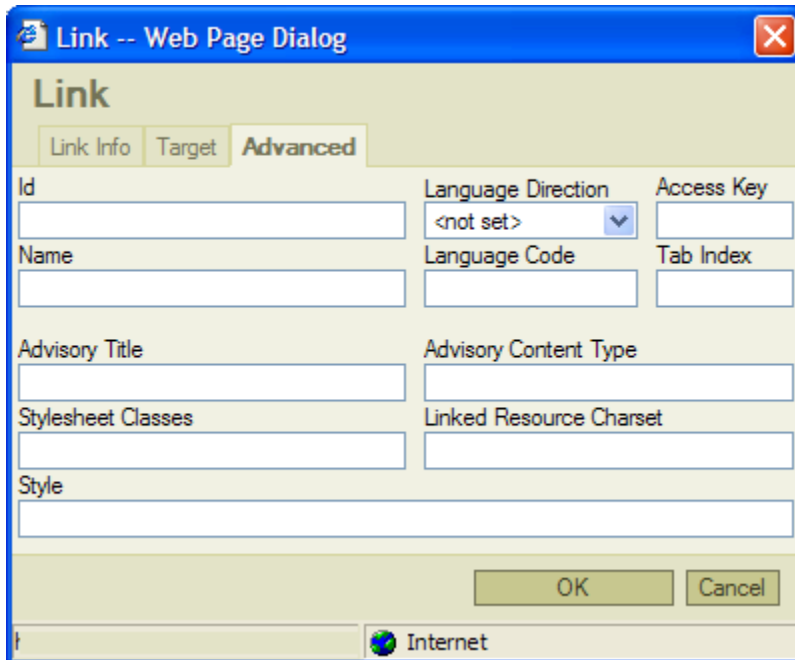 Link -- Web Page Dialog
Link
Link Info Target Advanced
Id Language Direction Access Key
<not set>
Name Language Code Tab Index
Advisory Title Advisory Content Type
Stylesheet Classes Linked Resource Charset
Style
OK Cancel
Internet